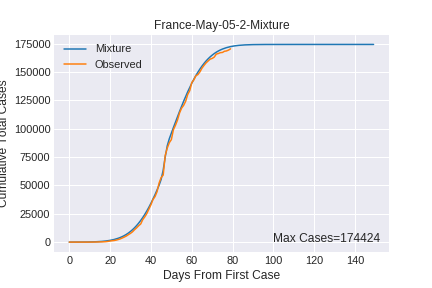 France-May-05-2-Mixture
175000
150000
125000
100000
75000
50000
25000
0
Cumulative Total Cases
Mixture
Observed
Max Cases=174424
0 20 40 60 80 100 120 140
Days From First Case